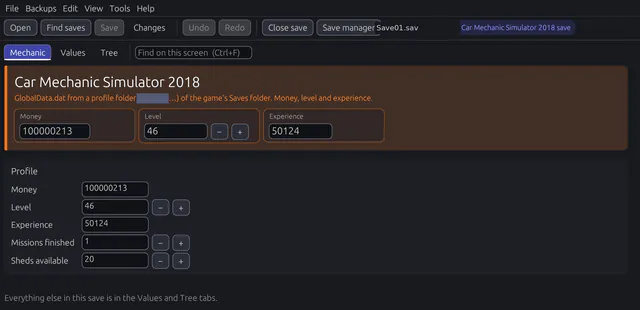 File Backups Edit View Tools Help
Open Find saves Save Changes Undo Redo Close save Save manager Save01.sav Car Mechanic Simulator 2018 save
Mechanic Values Tree Find on this screen (Ctrl+F)
Car Mechanic Simulator 2018
GlobalData.dat from a profile folder ...) of the game's Saves folder. Money, level and experience.
Money Level Experience
100000213 46 − + 50124
Profile
Money 100000213
Level 46 − +
Experience 50124
Missions finished 1 − +
Sheds available 20 − +
Everything else in this save is in the Values and Tree tabs.